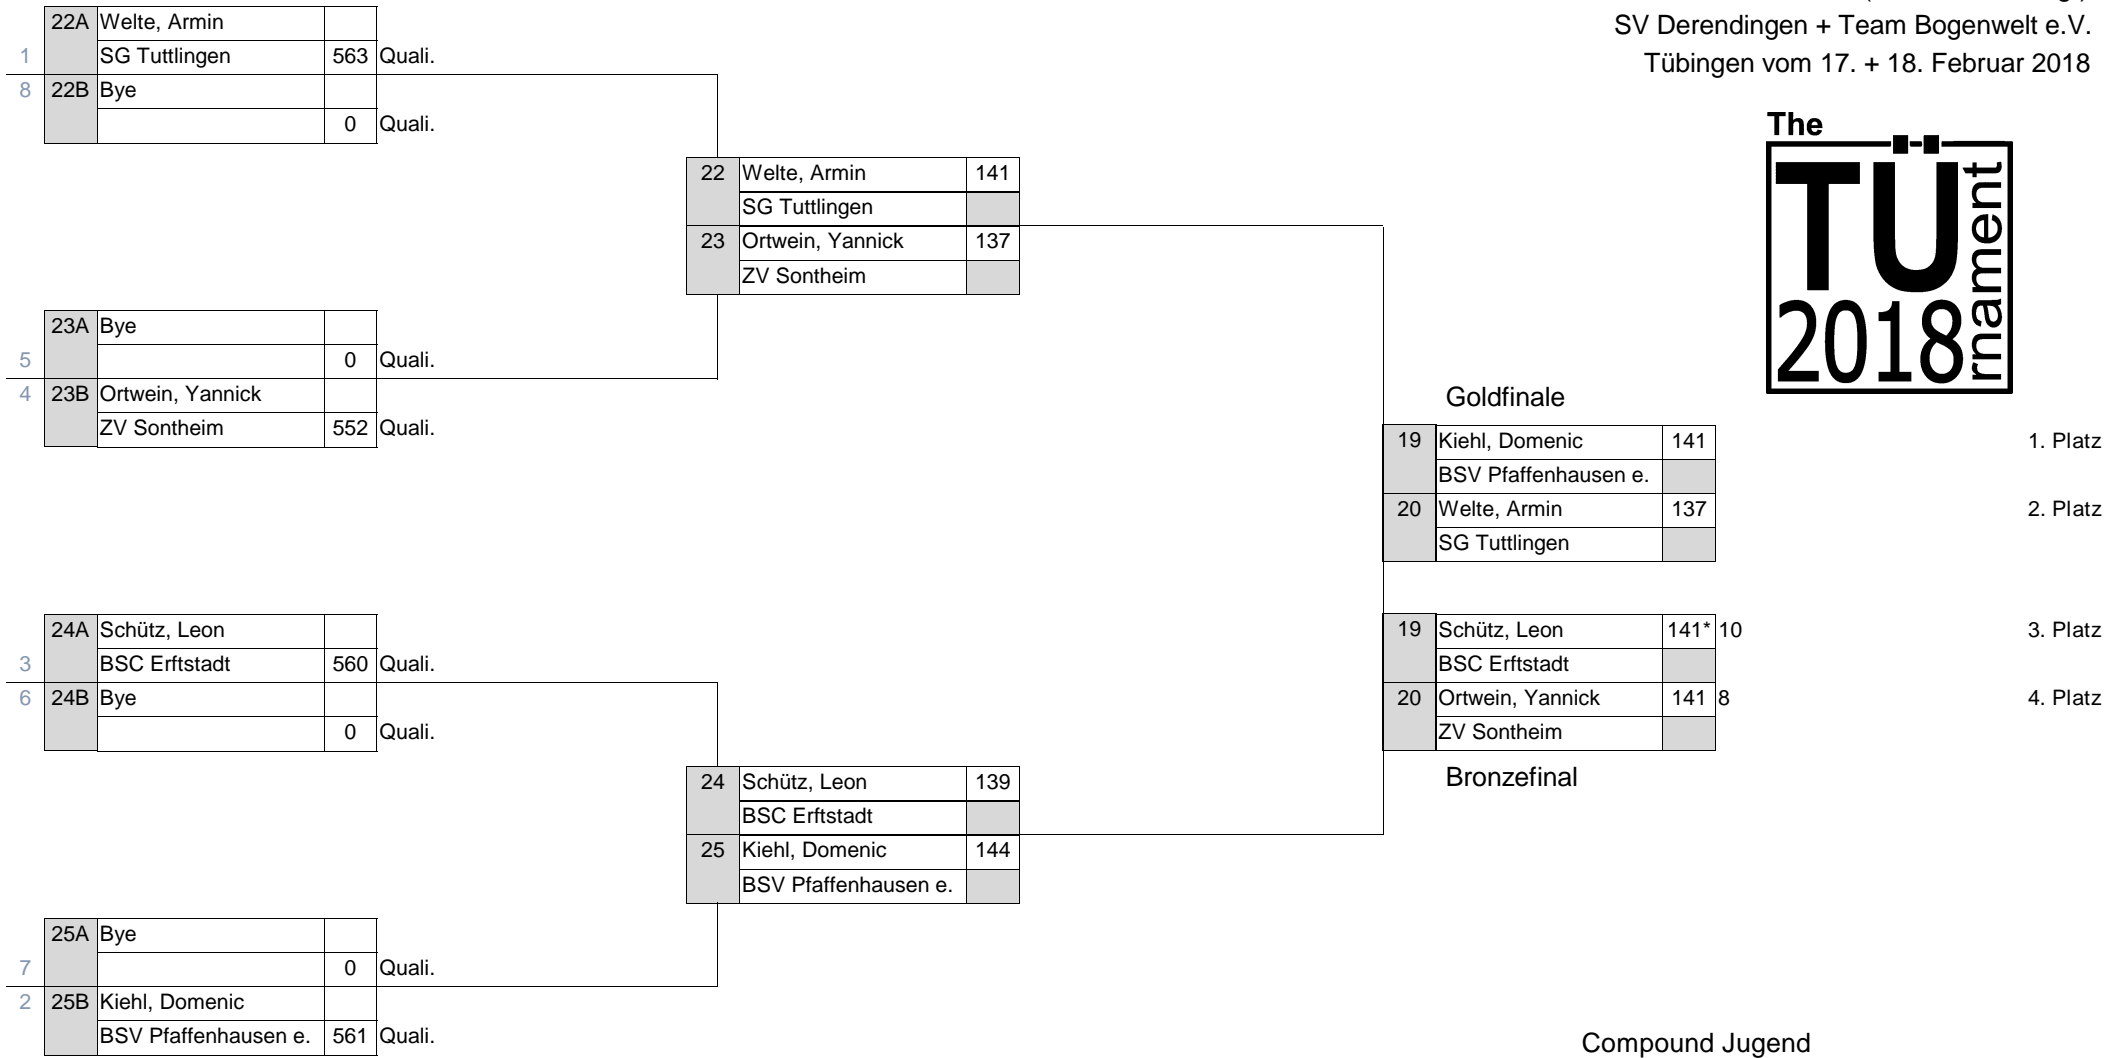 SV Derendingen + Team Bogenwelt e.V.
Tübingen vom 17. + 18. Februar 2018
The
TÜ
rnament
2018
22A Welte, Armin
1 SG Tuttlingen 563 Quali.
8 22B Bye
0 Quali.
22 Welte, Armin 141
SG Tuttlingen
23 Ortwein, Yannick 137
ZV Sontheim
23A Bye
5 0 Quali.
4 23B Ortwein, Yannick
ZV Sontheim 552 Quali.
Goldfinale
19 Kiehl, Domenic 141 1. Platz
BSV Pfaffenhausen e.
20 Welte, Armin 137 2. Platz
SG Tuttlingen
24A Schütz, Leon
3 BSC Erftstadt 560 Quali.
6 24B Bye
0 Quali.
19 Schütz, Leon 141* 10 3. Platz
BSC Erftstadt
20 Ortwein, Yannick 141 8 4. Platz
ZV Sontheim
Bronzefinal
24 Schütz, Leon 139
BSC Erftstadt
25 Kiehl, Domenic 144
BSV Pfaffenhausen e.
25A Bye
7 0 Quali.
2 25B Kiehl, Domenic
BSV Pfaffenhausen e. 561 Quali.
Compound Jugend